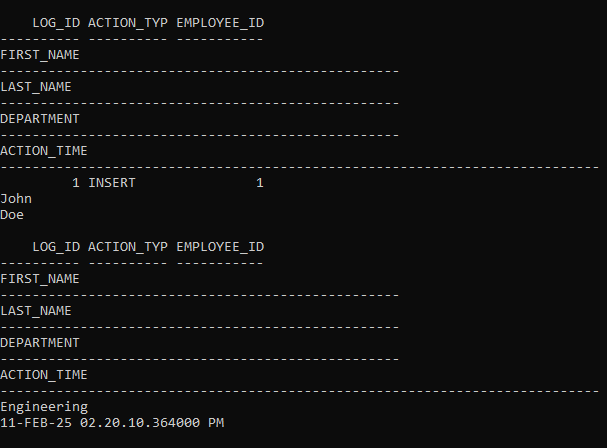 LOG_ID ACTION_TYP EMPLOYEE_ID
---------- ---------- -----------
FIRST_NAME
--------------------------------------------------
LAST_NAME
--------------------------------------------------
DEPARTMENT
--------------------------------------------------
ACTION_TIME
---------------------------------------------------------------------------
1 INSERT 1
John
Doe
LOG_ID ACTION_TYP EMPLOYEE_ID
---------- ---------- -----------
FIRST_NAME
--------------------------------------------------
LAST_NAME
--------------------------------------------------
DEPARTMENT
--------------------------------------------------
ACTION_TIME
---------------------------------------------------------------------------
Engineering
11-FEB-25 02.20.10.364000 PM